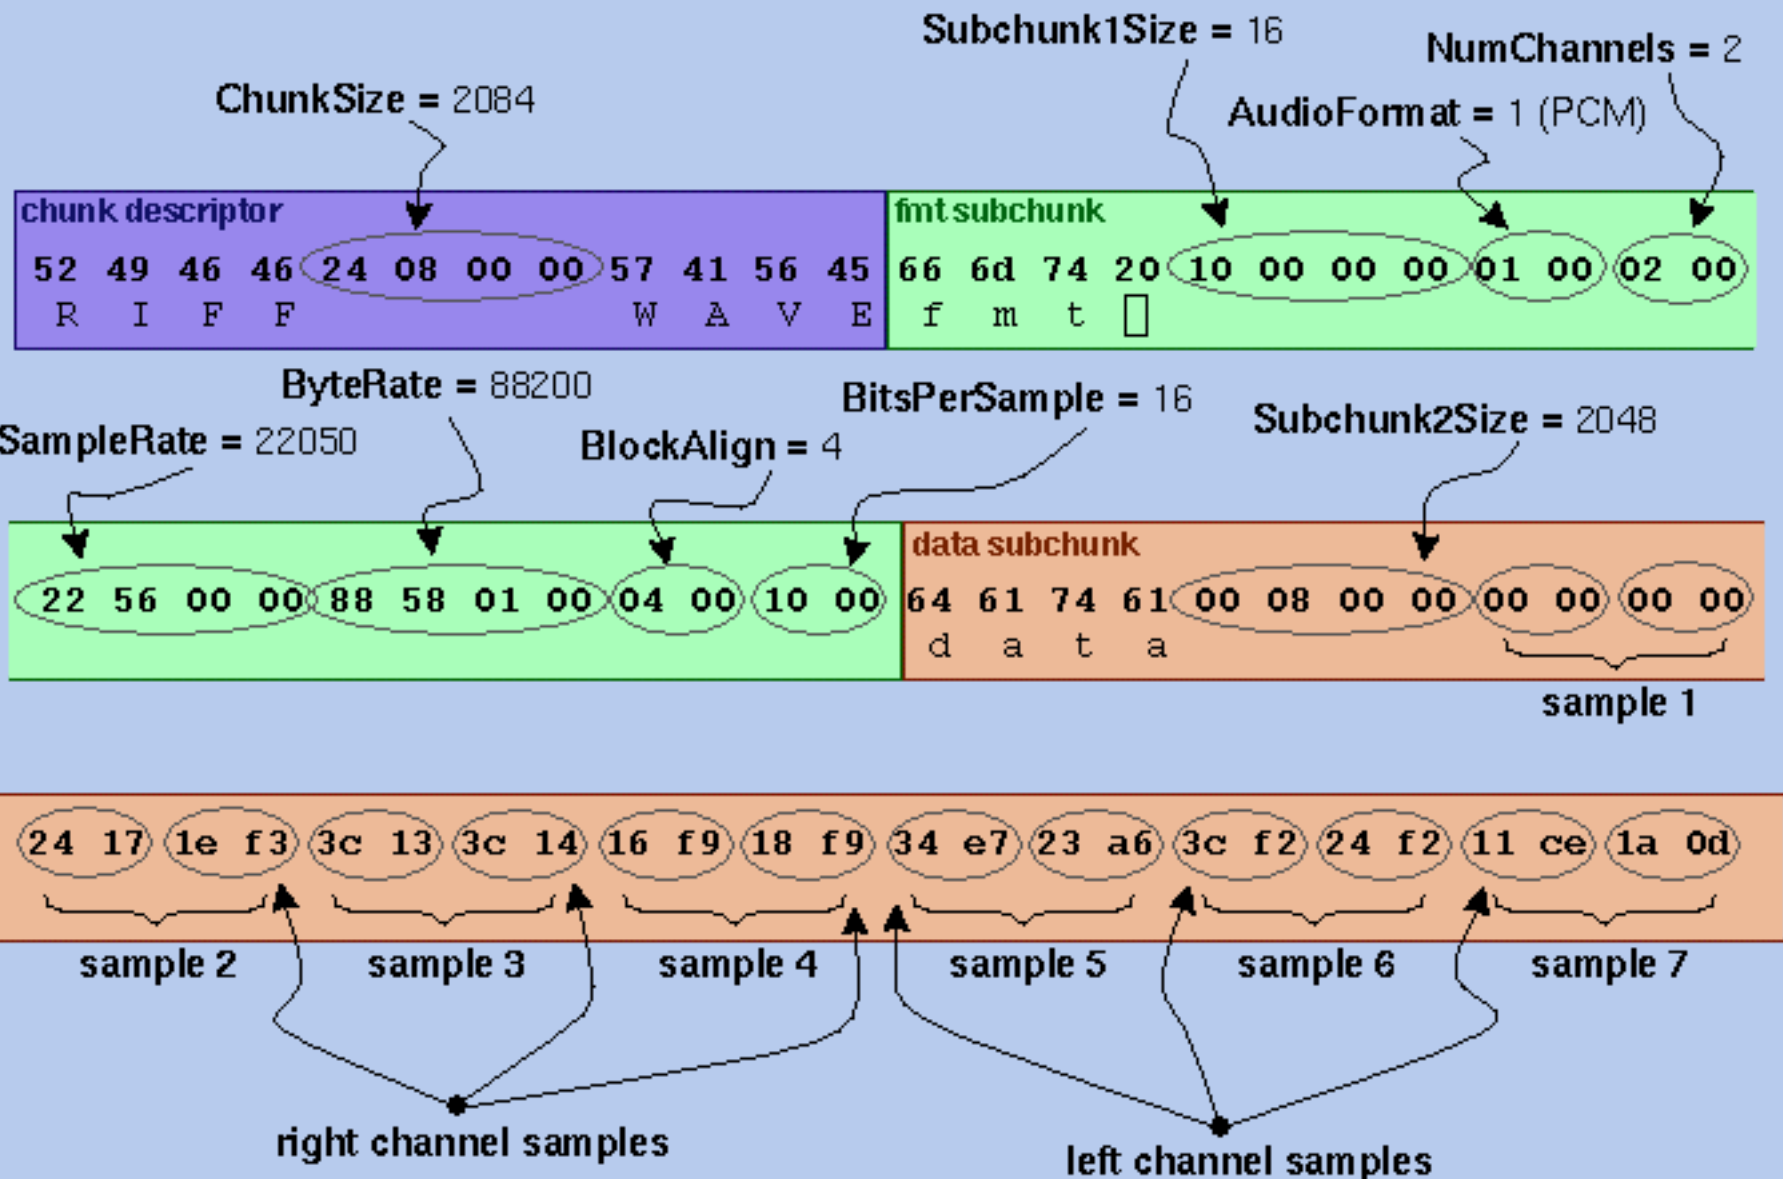 Subchunk1Size = 16
NumChannels = 2
ChunkSize = 2084
AudioFormat = 1 (PCM)
chunk descriptor
fmt subchunk
52 49 46 46 24 08 00 00 57 41 56 45 66 6d 74 20 10 00 00 00 01 00 02 00
R I F F W A V E f m t
ByteRate = 88200
BitsPerSample = 16
SampleRate = 22050
BlockAlign = 4
Subchunk2Size = 2048
data subchunk
22 56 00 00 88 58 01 00 04 00 10 00 64 61 74 61 00 08 00 00 00 00 00 00
d a t a
sample 1
24 17 1e f3 3c 13 3c 14 16 f9 18 f9 34 e7 23 a6 3c f2 24 f2 11 ce 1a 0d
sample 2 sample 3 sample 4 sample 5 sample 6 sample 7
right channel samples
left channel samples